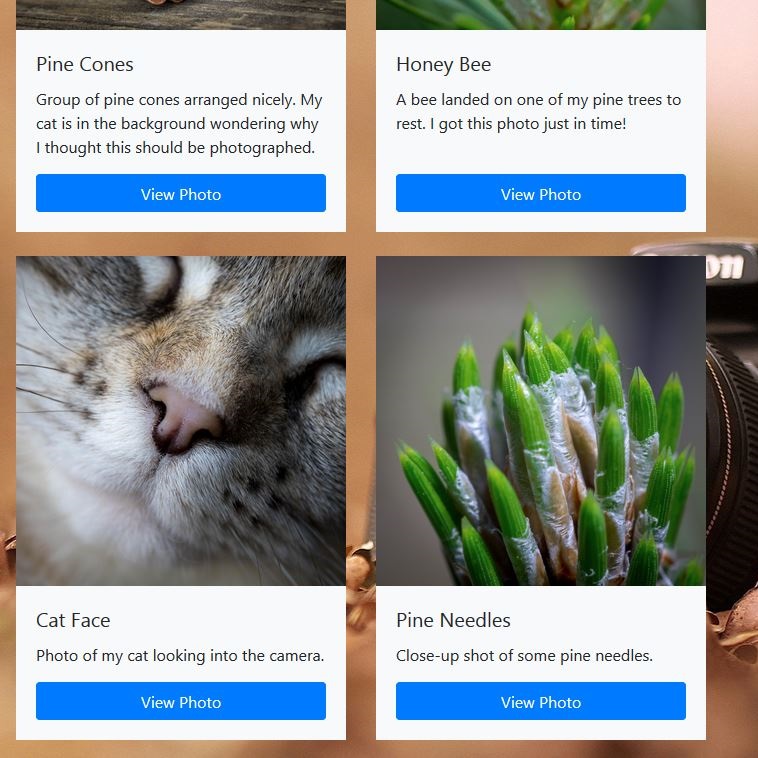 Pine Cones
Group of pine cones arranged nicely. My
cat is in the background wondering why
I thought this should be photographed.
View Photo
Honey Bee
A bee landed on one of my pine trees to
rest. I got this photo just in time!
View Photo
Cat Face
Photo of my cat looking into the camera.
View Photo
Pine Needles
Close-up shot of some pine needles.
View Photo